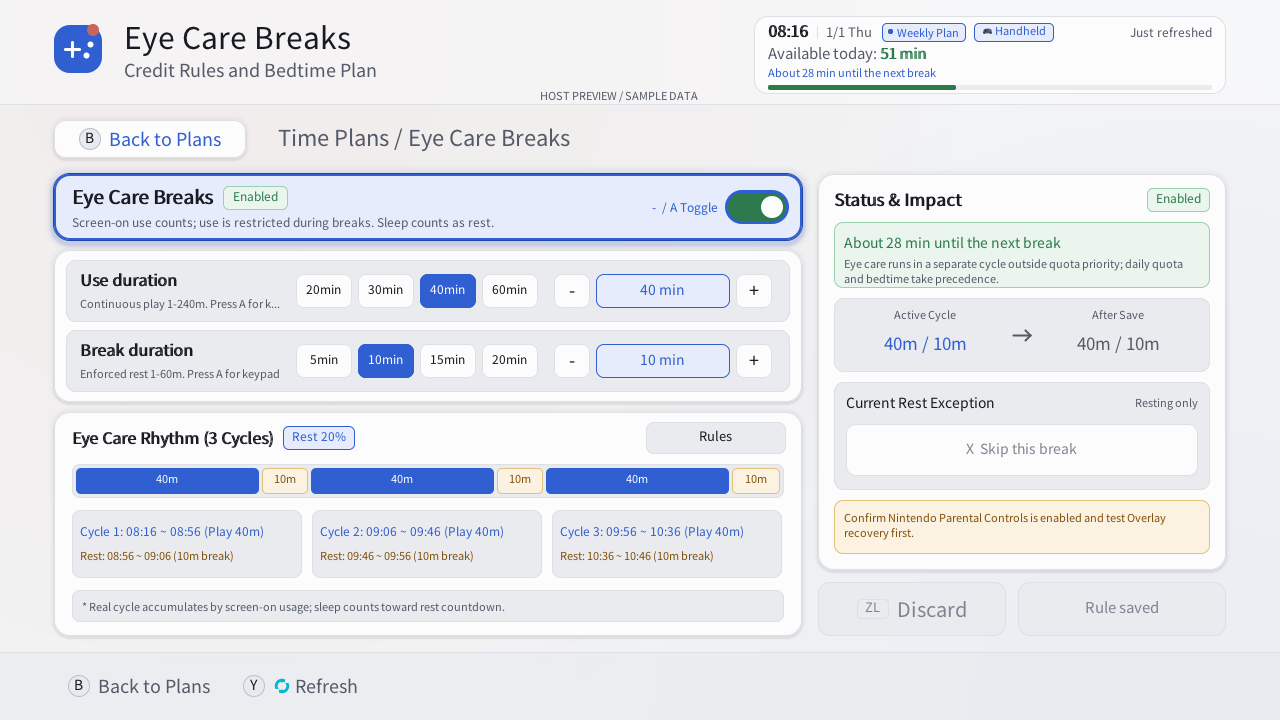 Eye Care Breaks
Credit Rules and Bedtime Plan
HOST PREVIEW / SAMPLE DATA
08:16 1/1 Thu Weekly Plan Handheld Just refreshed
Available today: 51 min
About 28 min until the next break
B Back to Plans
Time Plans / Eye Care Breaks
Eye Care Breaks Enabled
Screen-on use counts; use is restricted during breaks. Sleep counts as rest.
- / A Toggle
Use duration
Continuous play 1-240m. Press A for k...
20min 30min 40min 60min - 40 min +
Break duration
Enforced rest 1-60m. Press A for keypad
5min 10min 15min 20min - 10 min +
Eye Care Rhythm (3 Cycles) Rest 20% Rules
40m 10m 40m 10m 40m 10m
Cycle 1: 08:16 ~ 08:56 (Play 40m)
Rest: 08:56 ~ 09:06 (10m break)
Cycle 2: 09:06 ~ 09:46 (Play 40m)
Rest: 09:46 ~ 09:56 (10m break)
Cycle 3: 09:56 ~ 10:36 (Play 40m)
Rest: 10:36 ~ 10:46 (10m break)
* Real cycle accumulates by screen-on usage; sleep counts toward rest countdown.
Status & Impact Enabled
About 28 min until the next break
Eye care runs in a separate cycle outside quota priority; daily quota
and bedtime take precedence.
Active Cycle After Save
40m / 10m → 40m / 10m
Current Rest Exception Resting only
X Skip this break
Confirm Nintendo Parental Controls is enabled and test Overlay
recovery first.
ZL Discard Rule saved
B Back to Plans Y Refresh